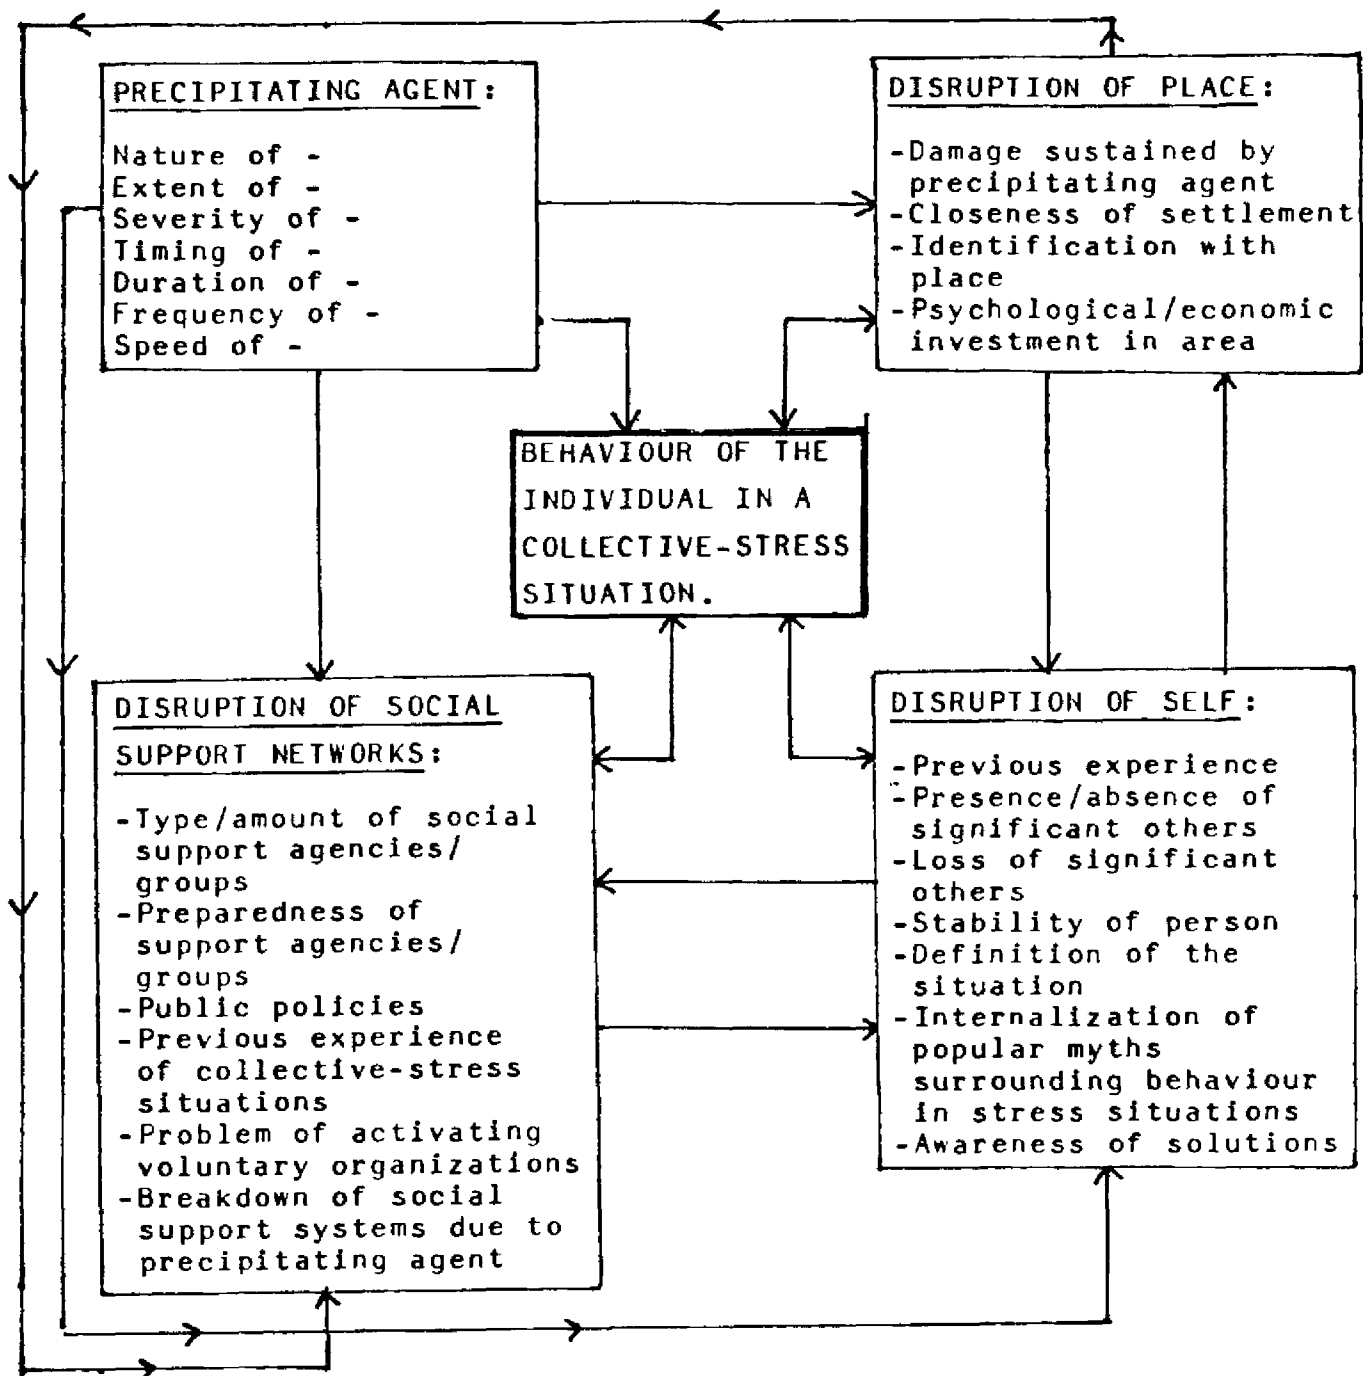 PRECIPITATING AGENT:
Nature of -
Extent of -
Severity of -
Timing of -
Duration of -
Frequency of -
Speed of -
DISRUPTION OF PLACE:
-Damage sustained by
precipitating agent
-Closeness of settlement
-Identification with
place
-Psychological/economic
investment in area
BEHAVIOUR OF THE
INDIVIDUAL IN A
COLLECTIVE-STRESS
SITUATION.
DISRUPTION OF SOCIAL
SUPPORT NETWORKS:
-Type/amount of social
support agencies/
groups
-Preparedness of
support agencies/
groups
-Public policies
-Previous experience
of collective-stress
situations
-Problem of activating
voluntary organizations
-Breakdown of social
support systems due to
precipitating agent
DISRUPTION OF SELF:
-Previous experience
-Presence/absence of
significant others
-Loss of significant
others
-Stability of person
-Definition of the
situation
-Internalization of
popular myths
surrounding behaviour
in stress situations
-Awareness of solutions